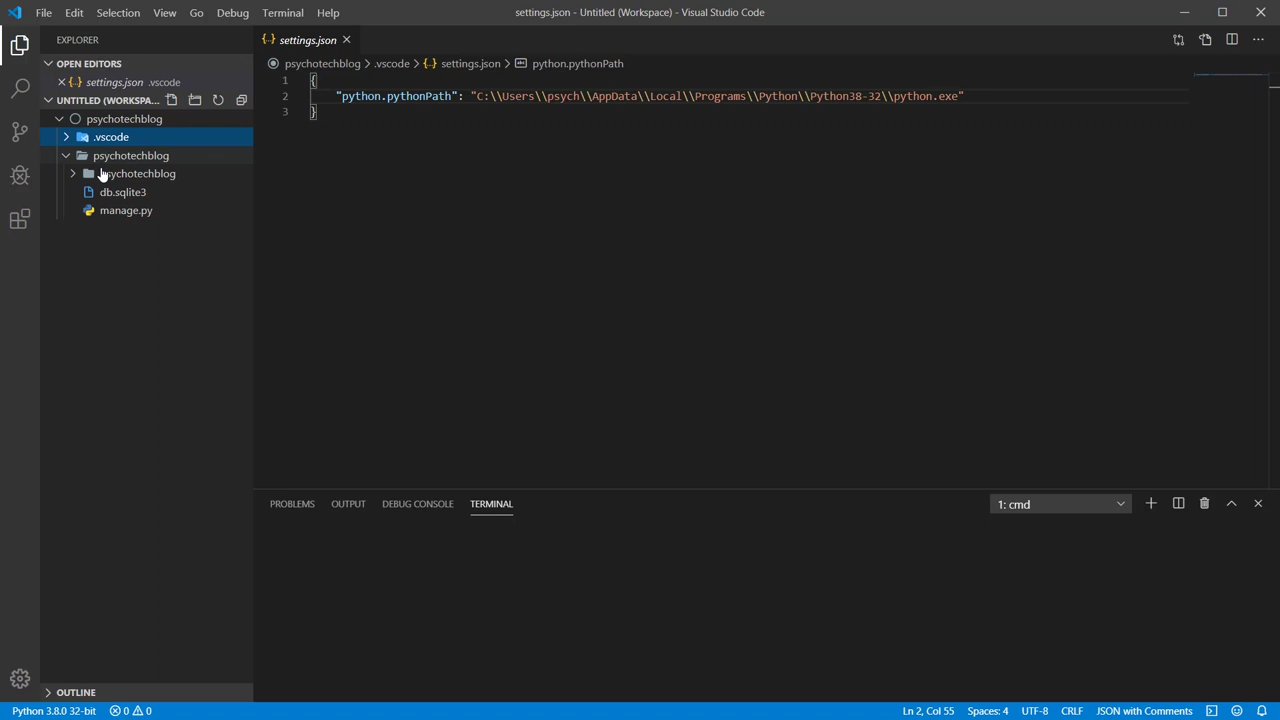 File Edit Selection View Go Debug Terminal Help
settings.json - Untitled (Workspace) - Visual Studio Code
EXPLORER
OPEN EDITORS
settings.json .vscode
UNTITLED (WORKSPA...
psychotechblog
.vscode
psychotechblog
psychotechblog
db.sqlite3
manage.py
OUTLINE
settings.json
psychotechblog > .vscode > settings.json > python.pythonPath
1 {
2 "python.pythonPath": "C:\\Users\\psych\\AppData\\Local\\Programs\\Python\\Python38-32\\python.exe"
3 }
PROBLEMS OUTPUT DEBUG CONSOLE TERMINAL
1: cmd
Python 3.8.0 32-bit 0 0
Ln 2, Col 55 Spaces: 4 UTF-8 CRLF JSON with Comments